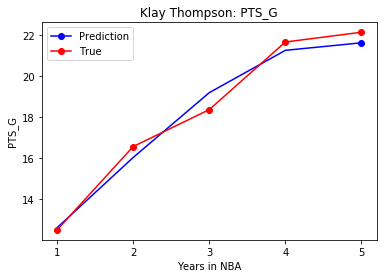 Klay Thompson: PTS_G
Prediction
True
PTS_G
22
20
18
16
14
1 2 3 4 5
Years in NBA